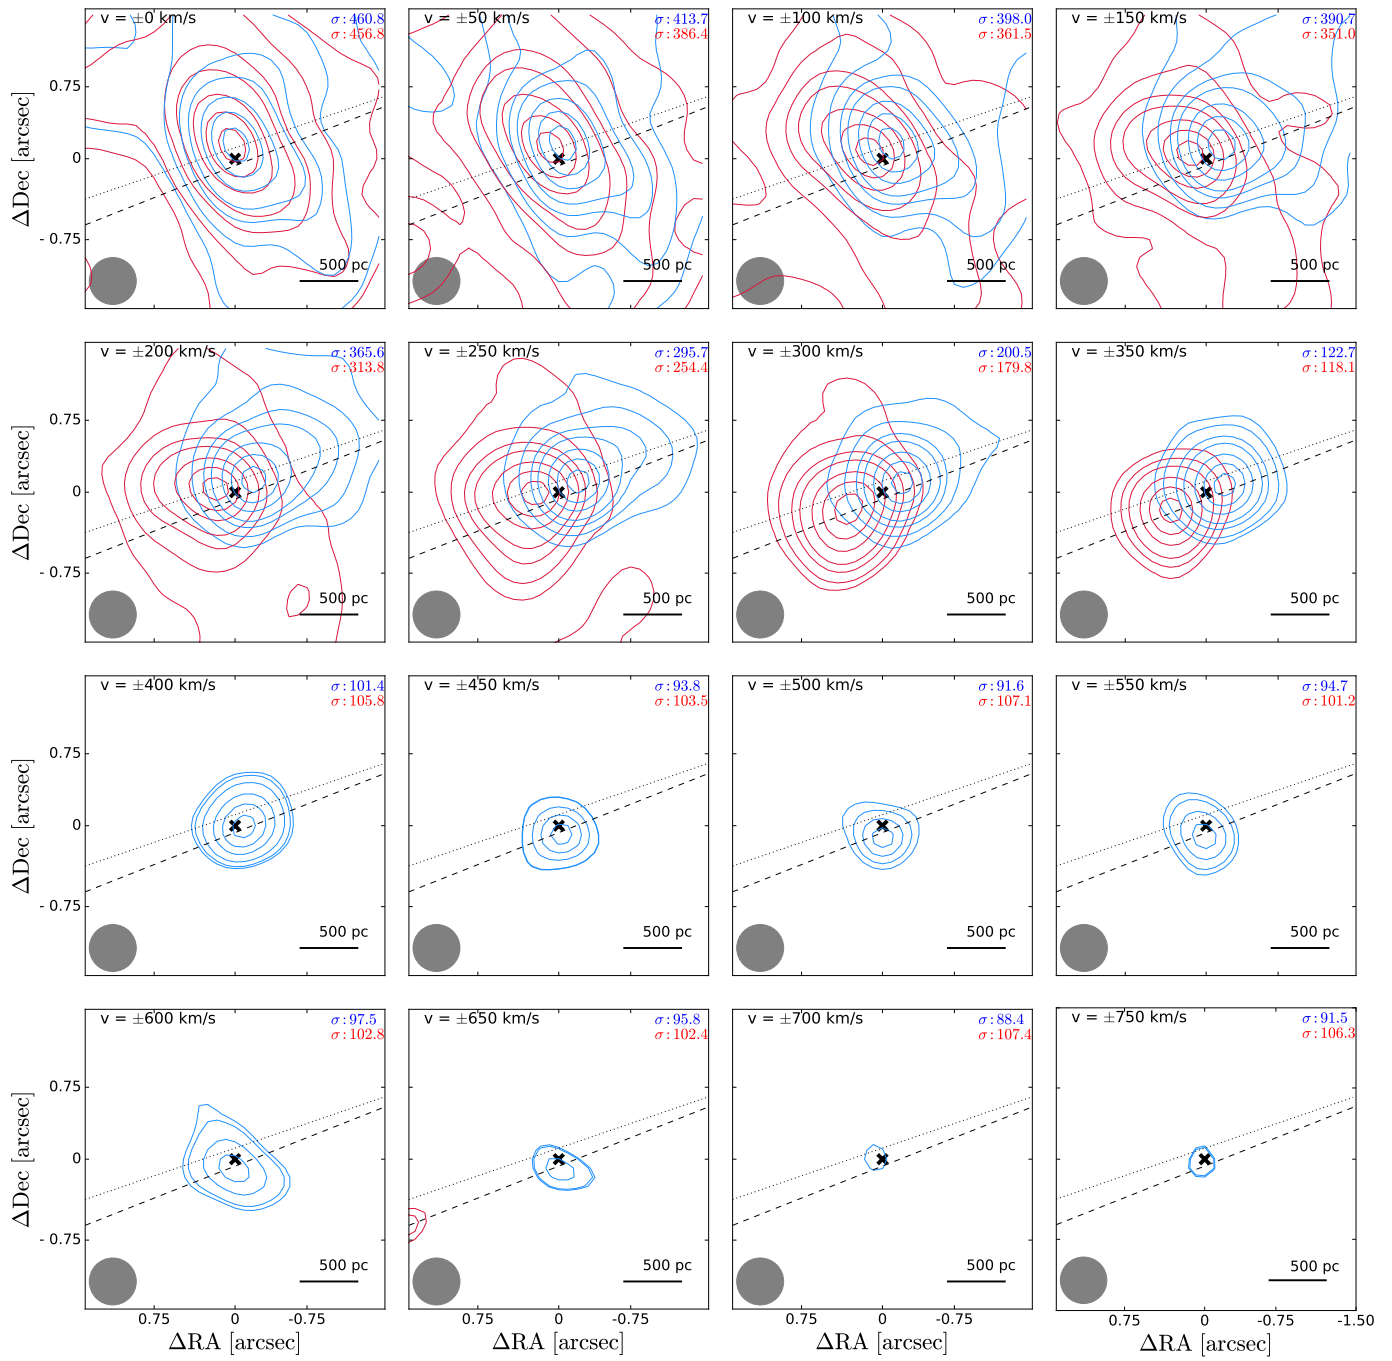 v = ±0 km/s σ : 460.8
σ : 456.8
v = ±50 km/s σ : 413.7
σ : 386.4
v = ±100 km/s σ : 398.0
σ : 361.5
v = ±150 km/s σ : 390.7
σ : 351.0
0.75
0
- 0.75
ΔDec [arcsec]
500 pc
500 pc
500 pc
500 pc
v = ±200 km/s σ : 365.6
σ : 313.8
v = ±250 km/s σ : 295.7
σ : 254.4
v = ±300 km/s σ : 200.5
σ : 179.8
v = ±350 km/s σ : 122.7
σ : 118.1
0.75
0
- 0.75
ΔDec [arcsec]
500 pc
500 pc
500 pc
500 pc
v = ±400 km/s σ : 101.4
σ : 105.8
v = ±450 km/s σ : 93.8
σ : 103.5
v = ±500 km/s σ : 91.6
σ : 107.1
v = ±550 km/s σ : 94.7
σ : 101.2
0.75
0
- 0.75
ΔDec [arcsec]
500 pc
500 pc
500 pc
500 pc
v = ±600 km/s σ : 97.5
σ : 102.8
v = ±650 km/s σ : 95.8
σ : 102.4
v = ±700 km/s σ : 88.4
σ : 107.4
v = ±750 km/s σ : 91.5
σ : 106.3
0.75
0
- 0.75
ΔDec [arcsec]
500 pc
500 pc
500 pc
500 pc
0.75 0 -0.75
0.75 0 -0.75
0.75 0 -0.75
0.75 0 -0.75 -1.50
ΔRA [arcsec]
ΔRA [arcsec]
ΔRA [arcsec]
ΔRA [arcsec]